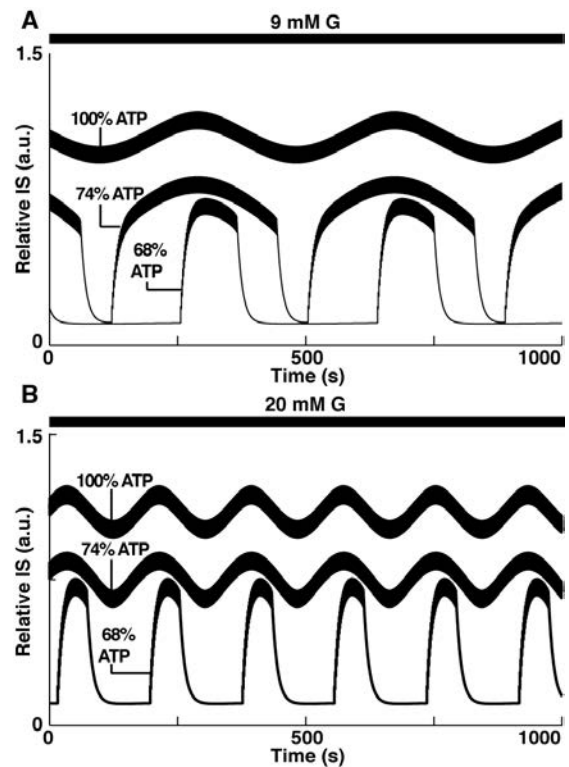 A
9 mM G
1.5
100% ATP
74% ATP
68%
ATP
Relative IS (a.u.)
0
0
500
1000
Time (s)
B
20 mM G
1.5
100% ATP
74% ATP
68%
ATP
Relative IS (a.u.)
0
0
500
1000
Time (s)